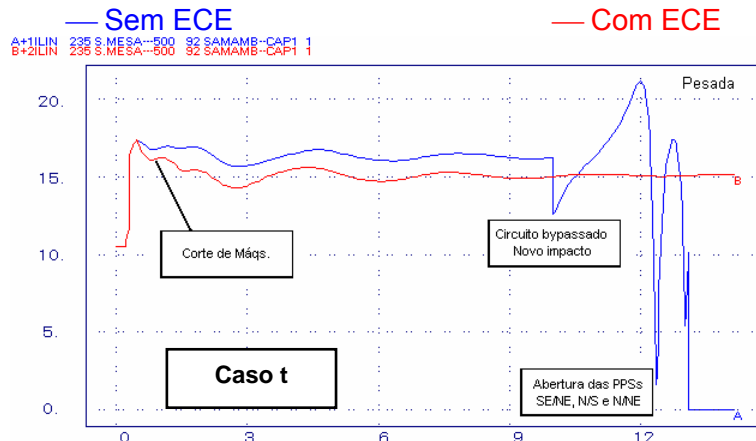 Sem ECE
Com ECE
A+1ILIN 235 S.MESA---500 92 SAMAMB--CAP1 1
B+2ILIN 235 S.MESA---500 92 SAMAMB--CAP1 1
Pesada
20.
15.
10.
5.
0.
Corte de Máqs.
Circuito bypassado
Novo impacto
B
Caso t
Abertura das PPSs
SE/NE, N/S e N/NE
A
0
3
6
9
12